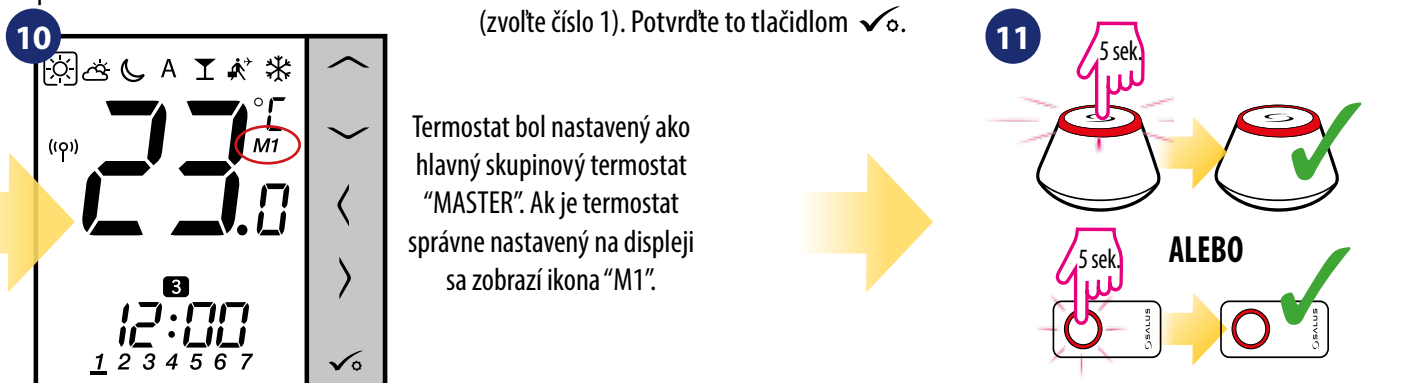 (zvoľte číslo 1). Potvrďte to tlačidlom
10
A
23.0 °C
M1
3
12:00
1 2 3 4 5 6 7
Termostat bol nastavený ako
hlavný skupinový termostat
“MASTER”. Ak je termostat
správne nastavený na displeji
sa zobrazí ikona “M1”.
11
5 sek.
ALEBO
5 sek.
SALUS
SALUS